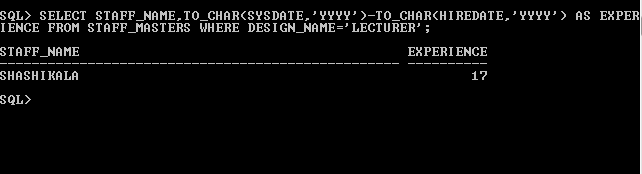 SQL> SELECT STAFF_NAME,TO_CHAR(SYSDATE,'YYYY')-TO_CHAR(HIREDATE,'YYYY') AS EXPER
IENCE FROM STAFF_MASTERS WHERE DESIGN_NAME='LECTURER';
STAFF_NAME EXPERIENCE
-------------------------------------------------- ----------
SHASHIKALA 17
SQL>